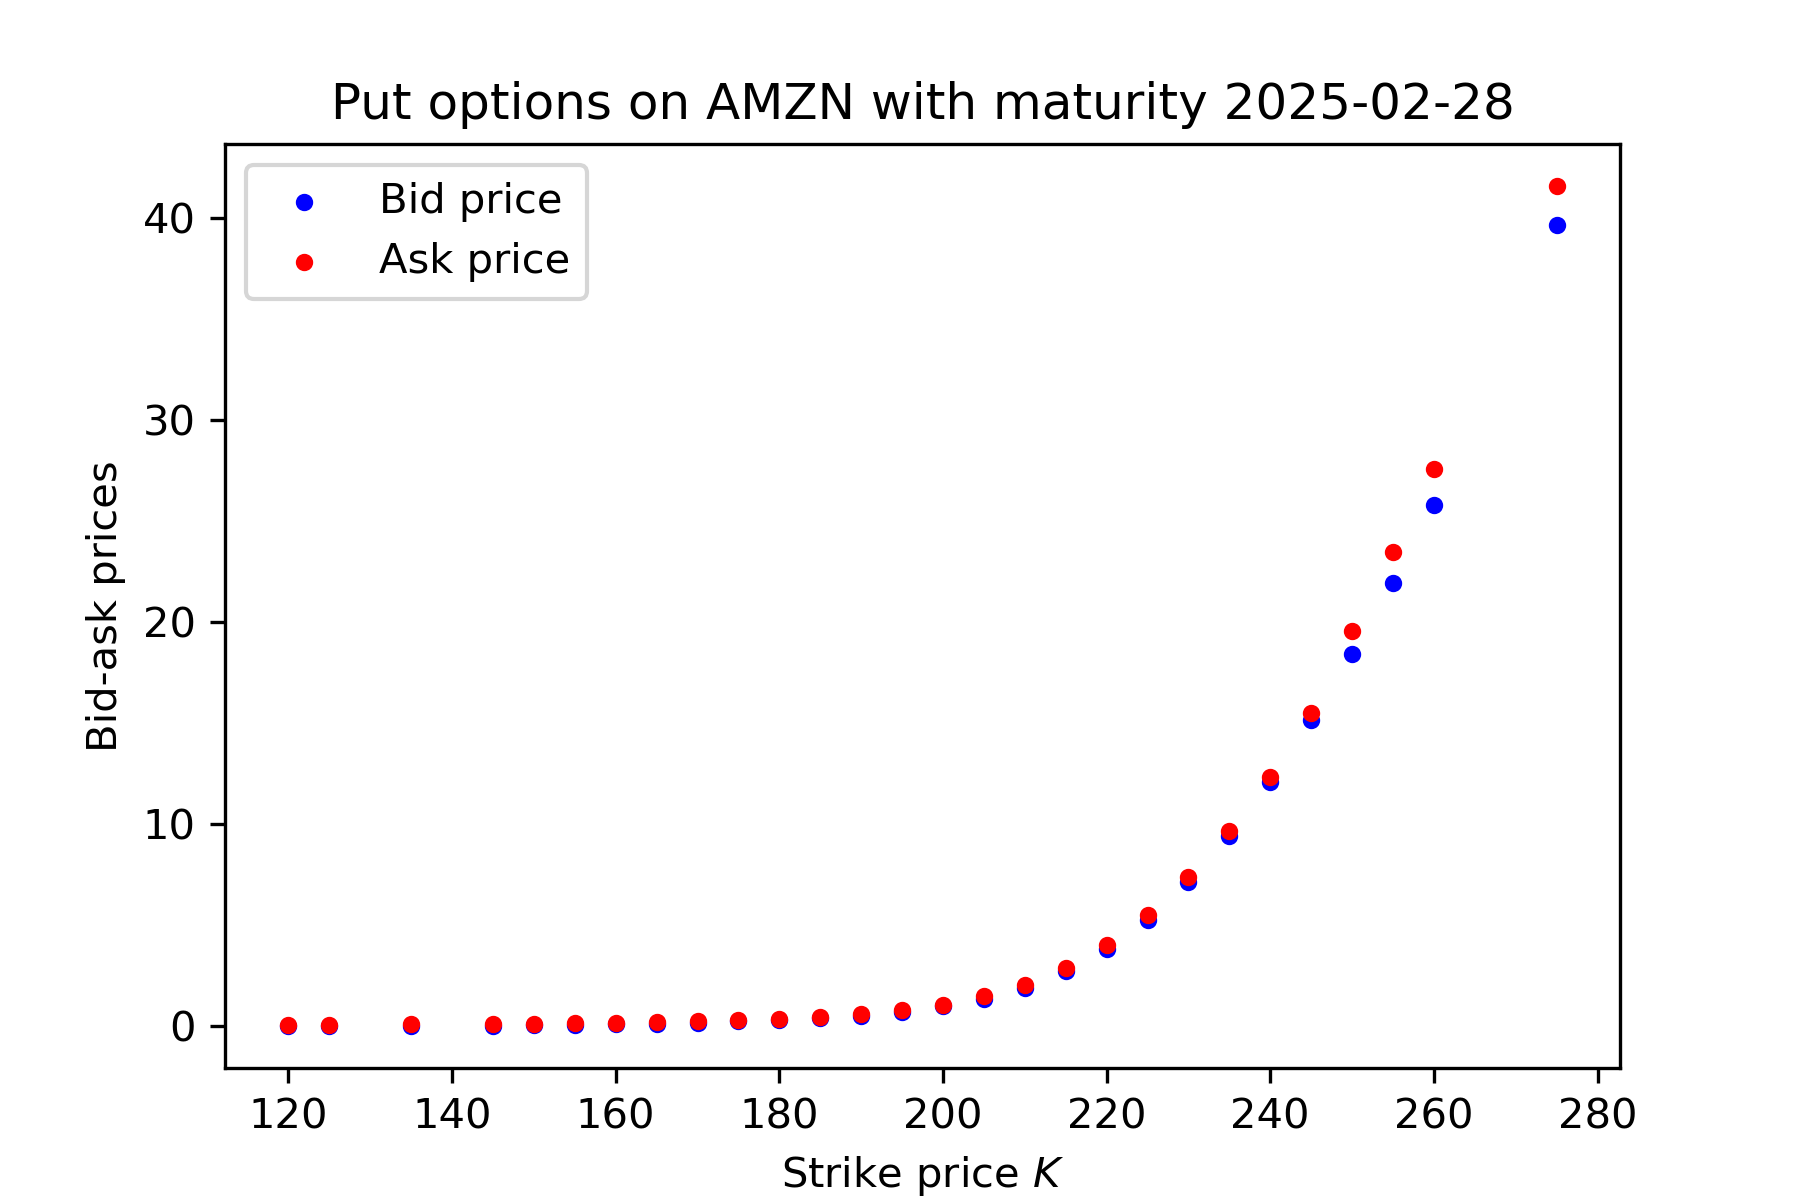 Put options on AMZN with maturity 2025-02-28
Bid price
Ask price
40
30
20
10
0
Bid-ask prices
120 140 160 180 200 220 240 260 280
Strike price K